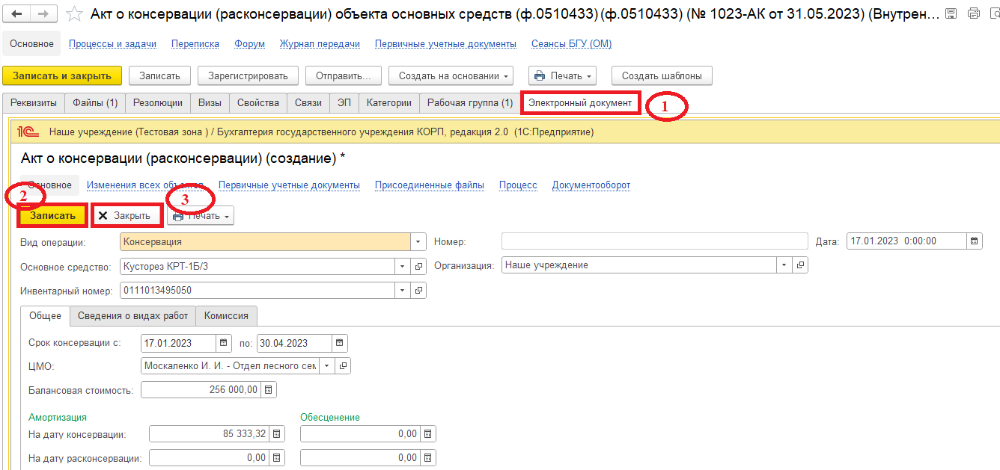 Акт о консервации (расконсервации) объекта основных средств (ф.0510433) (ф.0510433) (№ 1023-АК от 31.05.2023) (Внутрен...
Основное Процессы и задачи Переписка Форум Журнал передачи Первичные учетные документы Сеансы БГУ (ОМ)
Записать и закрыть Записать Зарегистрировать Отправить... Создать на основании Печать Создать шаблоны
Реквизиты Файлы (1) Резолюции Визы Свойства Связи ЭП Категории Рабочая группа (1) Электронный документ 1
1С Наше учреждение (Тестовая зона ) / Бухгалтерия государственного учреждения КОРП, редакция 2.0 (1С:Предприятие)
Акт о консервации (расконсервации) (создание) *
Основное Изменения всех объектов Первичные учетные документы Присоединенные файлы Процесс Документооборот
2 3
Записать Закрыть Печать
Вид операции: Консервация Номер: Дата: 17.01.2023 0:00:00
Основное средство: Кусторез КРТ-1Б/3 Организация: Наше учреждение
Инвентарный номер: 0111013495050
Общее Сведения о видах работ Комиссия
Срок консервации с: 17.01.2023 по: 30.04.2023
ЦМО: Москаленко И. И. - Отдел лесного сем
Балансовая стоимость: 256 000,00
Амортизация Обесценение
На дату консервации: 85 333,32 0,00
На дату расконсервации: 0,00 0,00